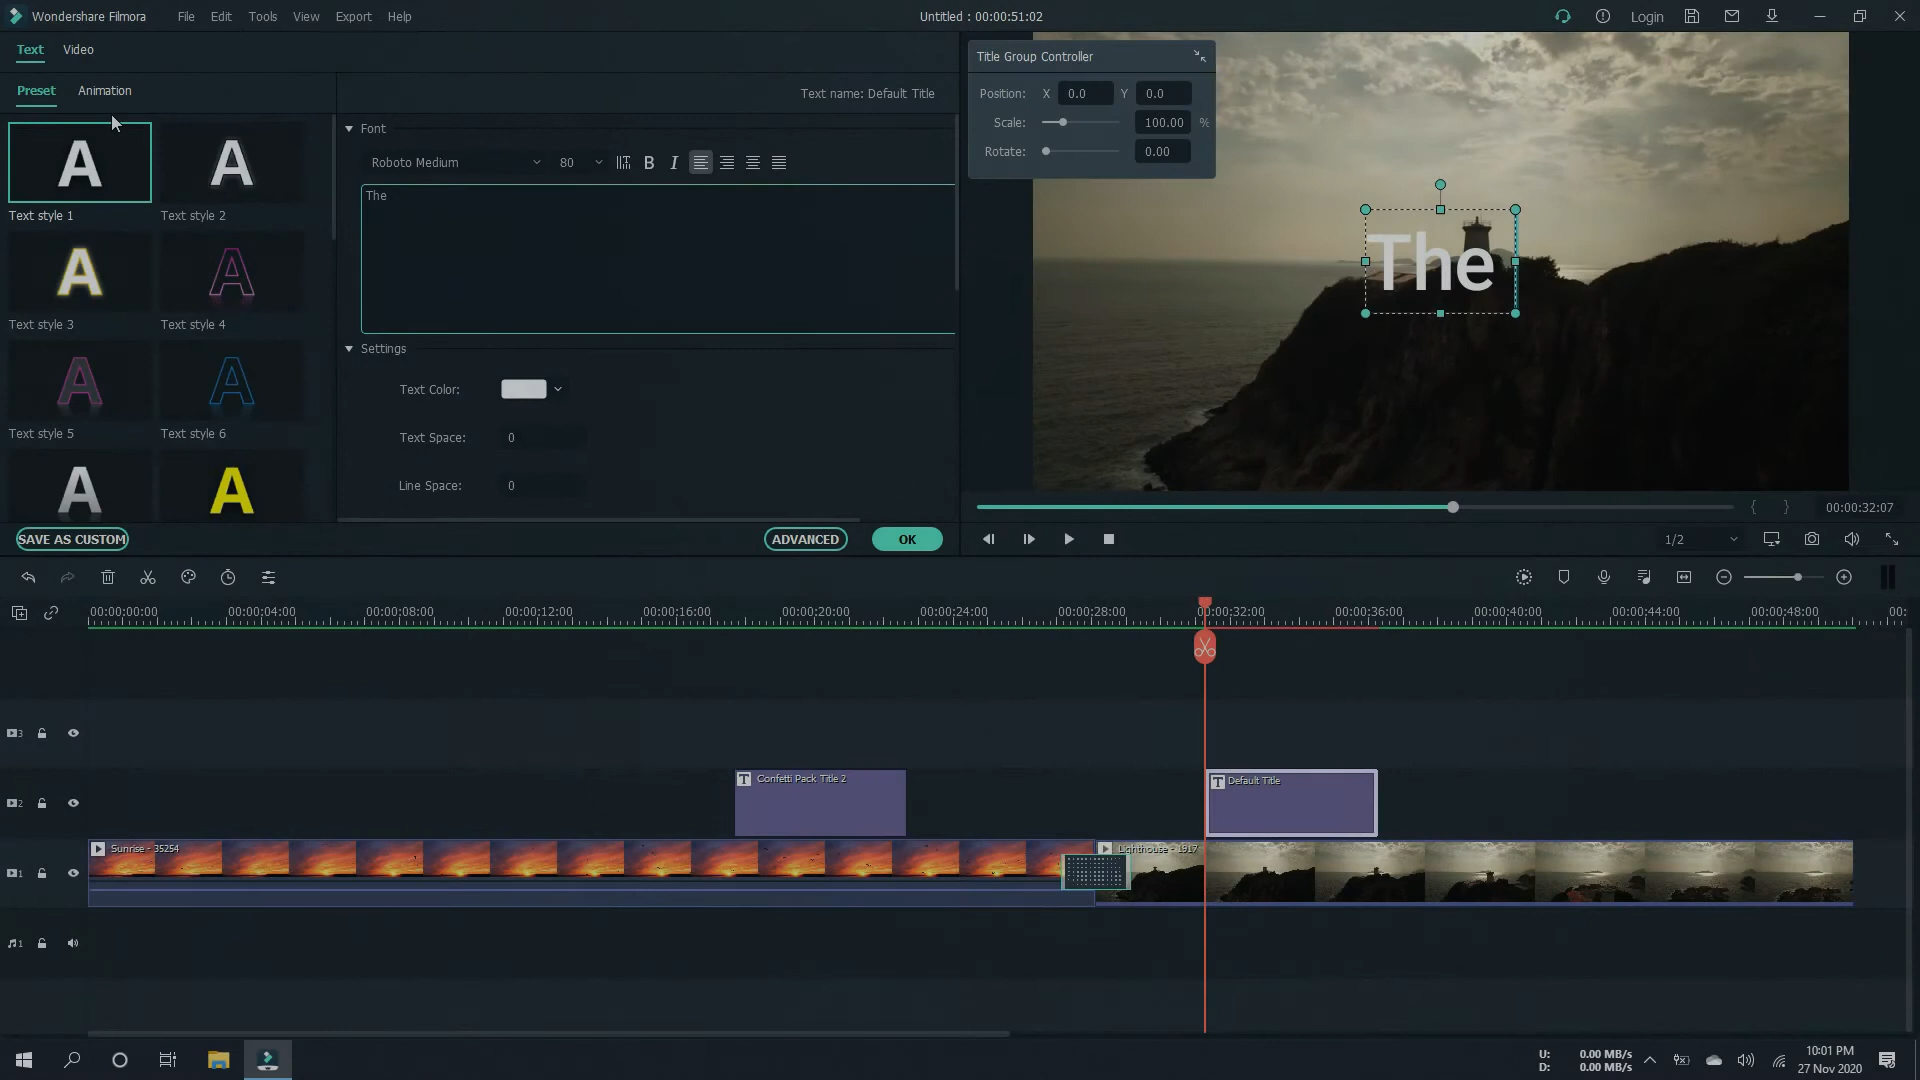 Wondershare Filmora File Edit Tools View Export Help Untitled : 00:00:51:02 Login
Text Video
Preset Animation
Text name: Default Title
A A
Text style 1 Text style 2
A A
Text style 3 Text style 4
A A
Text style 5 Text style 6
A A
SAVE AS CUSTOM
Font
Roboto Medium 80 B I
The
Settings
Text Color:
Text Space: 0
Line Space: 0
ADVANCED OK
Title Group Controller
Position: X 0.0 Y 0.0
Scale: 100.00 %
Rotate: 0.00
The
{ } 00:00:32:07
1/2
00:00:00:00 00:00:04:00 00:00:08:00 00:00:12:00 00:00:16:00 00:00:20:00 00:00:24:00 00:00:28:00 00:00:32:00 00:00:36:00 00:00:40:00 00:00:44:00 00:00:48:00 00:
3
2
T Confetti Pack Title 2 T Default Title
1
Sunrise - 35254 Lighthouse - 1917
1
U: 0.00 MB/s
D: 0.00 MB/s
10:01 PM
27 Nov 2020